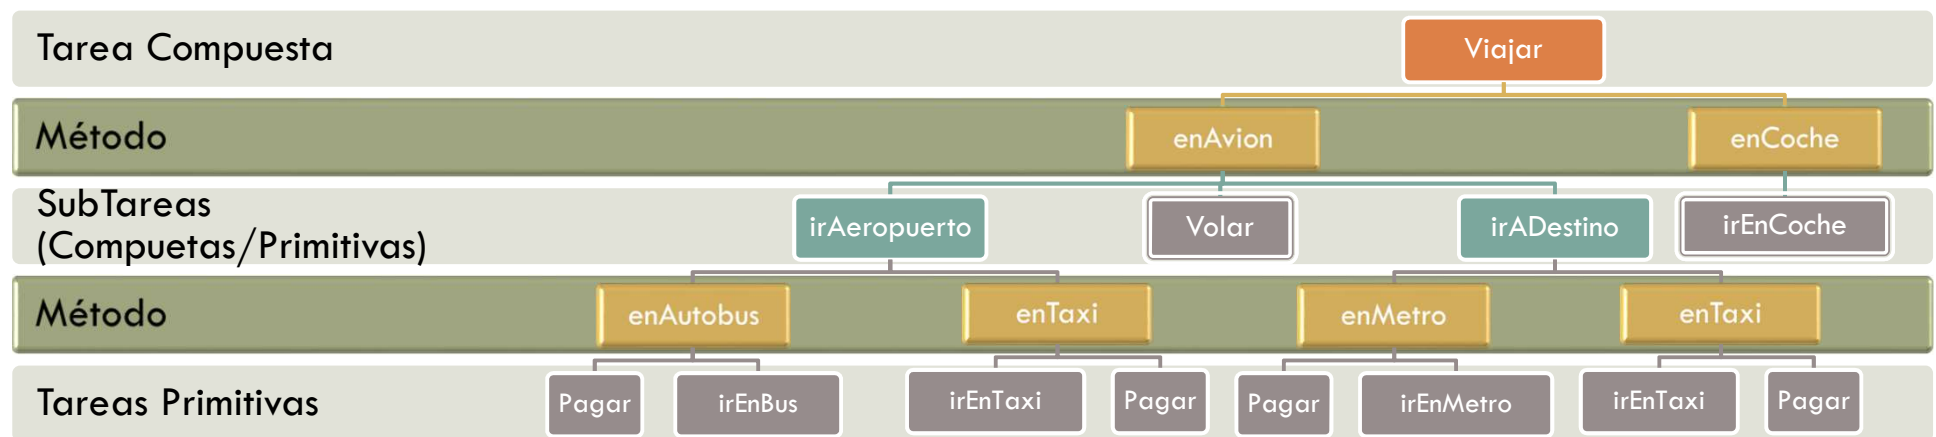 Tarea Compuesta
Viajar
Método
enAvion
enCoche
SubTareas
(Compuetas/Primitivas)
irAeropuerto
Volar
irADestino
irEnCoche
Método
enAutobus
enTaxi
enMetro
enTaxi
Tareas Primitivas
Pagar
irEnBus
irEnTaxi
Pagar
Pagar
irEnMetro
irEnTaxi
Pagar